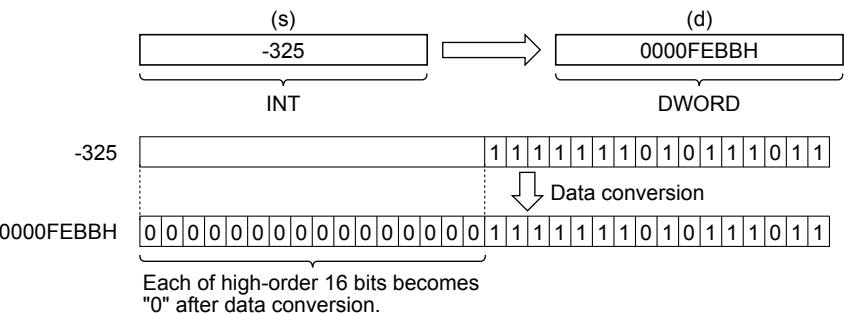 (s) (d)
-325 0000FEBBH
INT DWORD
-325 1 1 1 1 1 1 1 0 1 0 1 1 1 0 1 1
Data conversion
0000FEBBH 0 0 0 0 0 0 0 0 0 0 0 0 0 0 0 0 1 1 1 1 1 1 1 0 1 0 1 1 1 0 1 1
Each of high-order 16 bits becomes
"0" after data conversion.